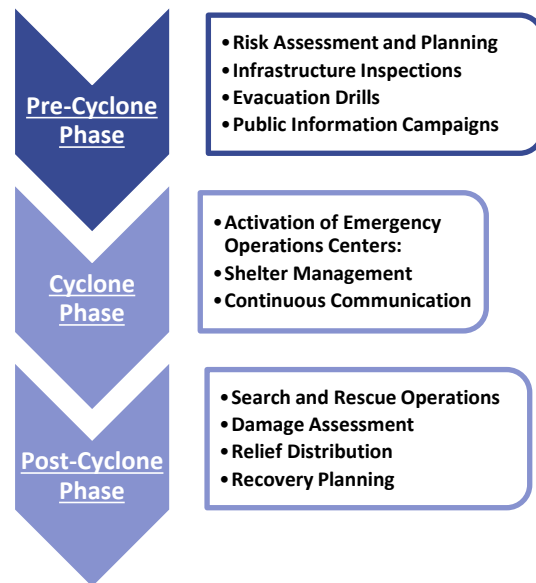 Pre-Cyclone
Phase
•Risk Assessment and Planning
•Infrastructure Inspections
•Evacuation Drills
•Public Information Campaigns
Cyclone
Phase
•Activation of Emergency
Operations Centers:
•Shelter Management
•Continuous Communication
Post-Cyclone
Phase
•Search and Rescue Operations
•Damage Assessment
•Relief Distribution
•Recovery Planning